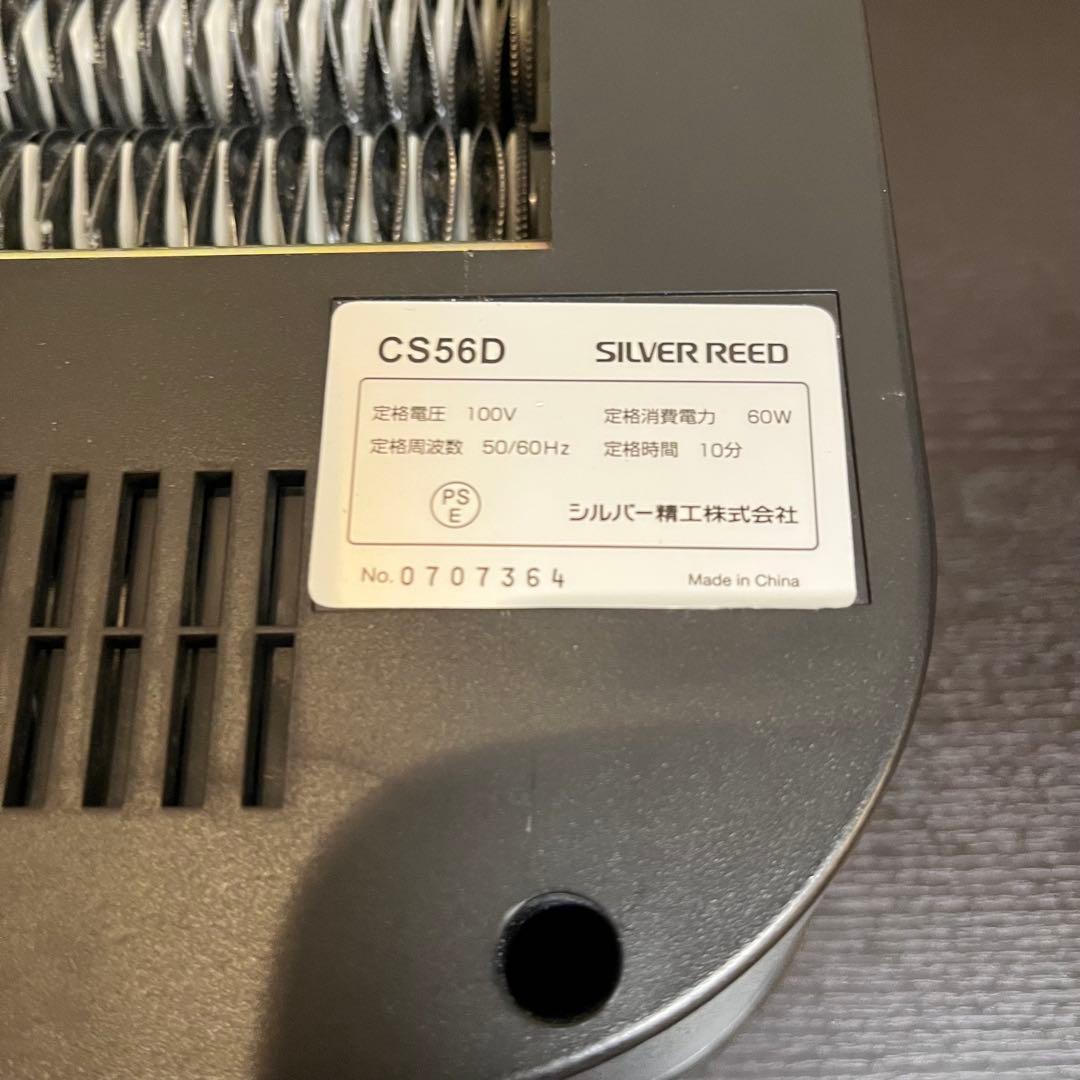 CS56D SILVER REED
定格電圧 100V 定格消費電力 60W
定格周波数 50/60Hz 定格時間 10分
PS
E
シルバー精工株式会社
No. 0707364 Made in China